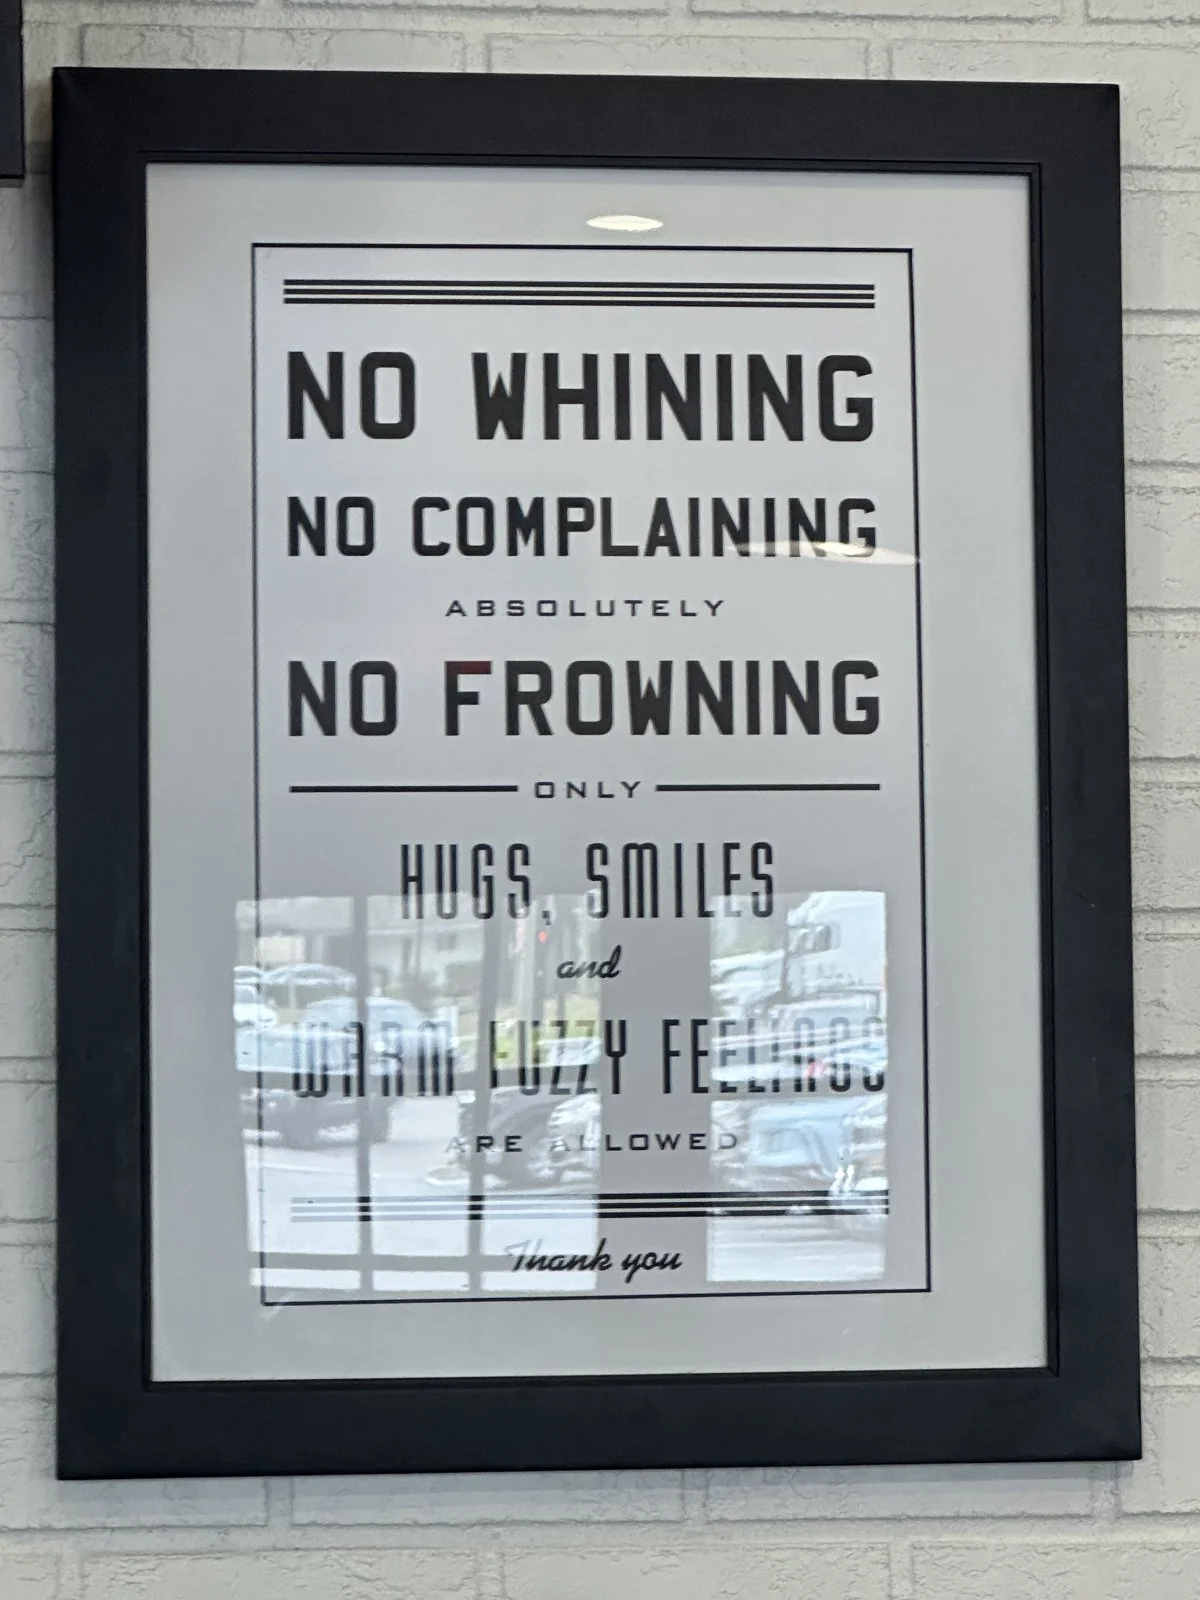 NO WHINING
NO COMPLAINING
ABSOLUTELY
NO FROWNING
ONLY
HUGS, SMILES
and
WARM FUZZY FEELINGS
ARE ALLOWED
Thank you